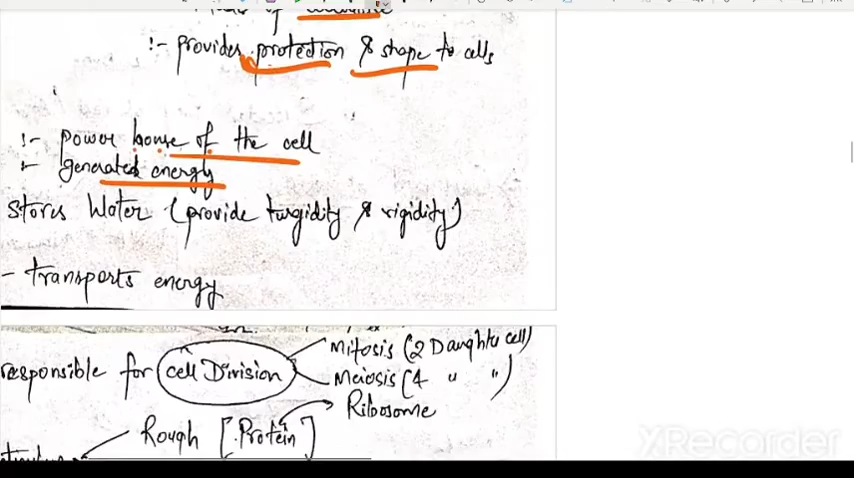 :- provides protection & shape to cells
:- power house of the cell
:- generated energy
Stores Water (provide turgidity & rigidity)
- transports energy
responsible for cell Division
Mitosis (2 Daughter cell)
Meiosis (4 " ")
Ribosome
Rough [Protein]
XRecorder